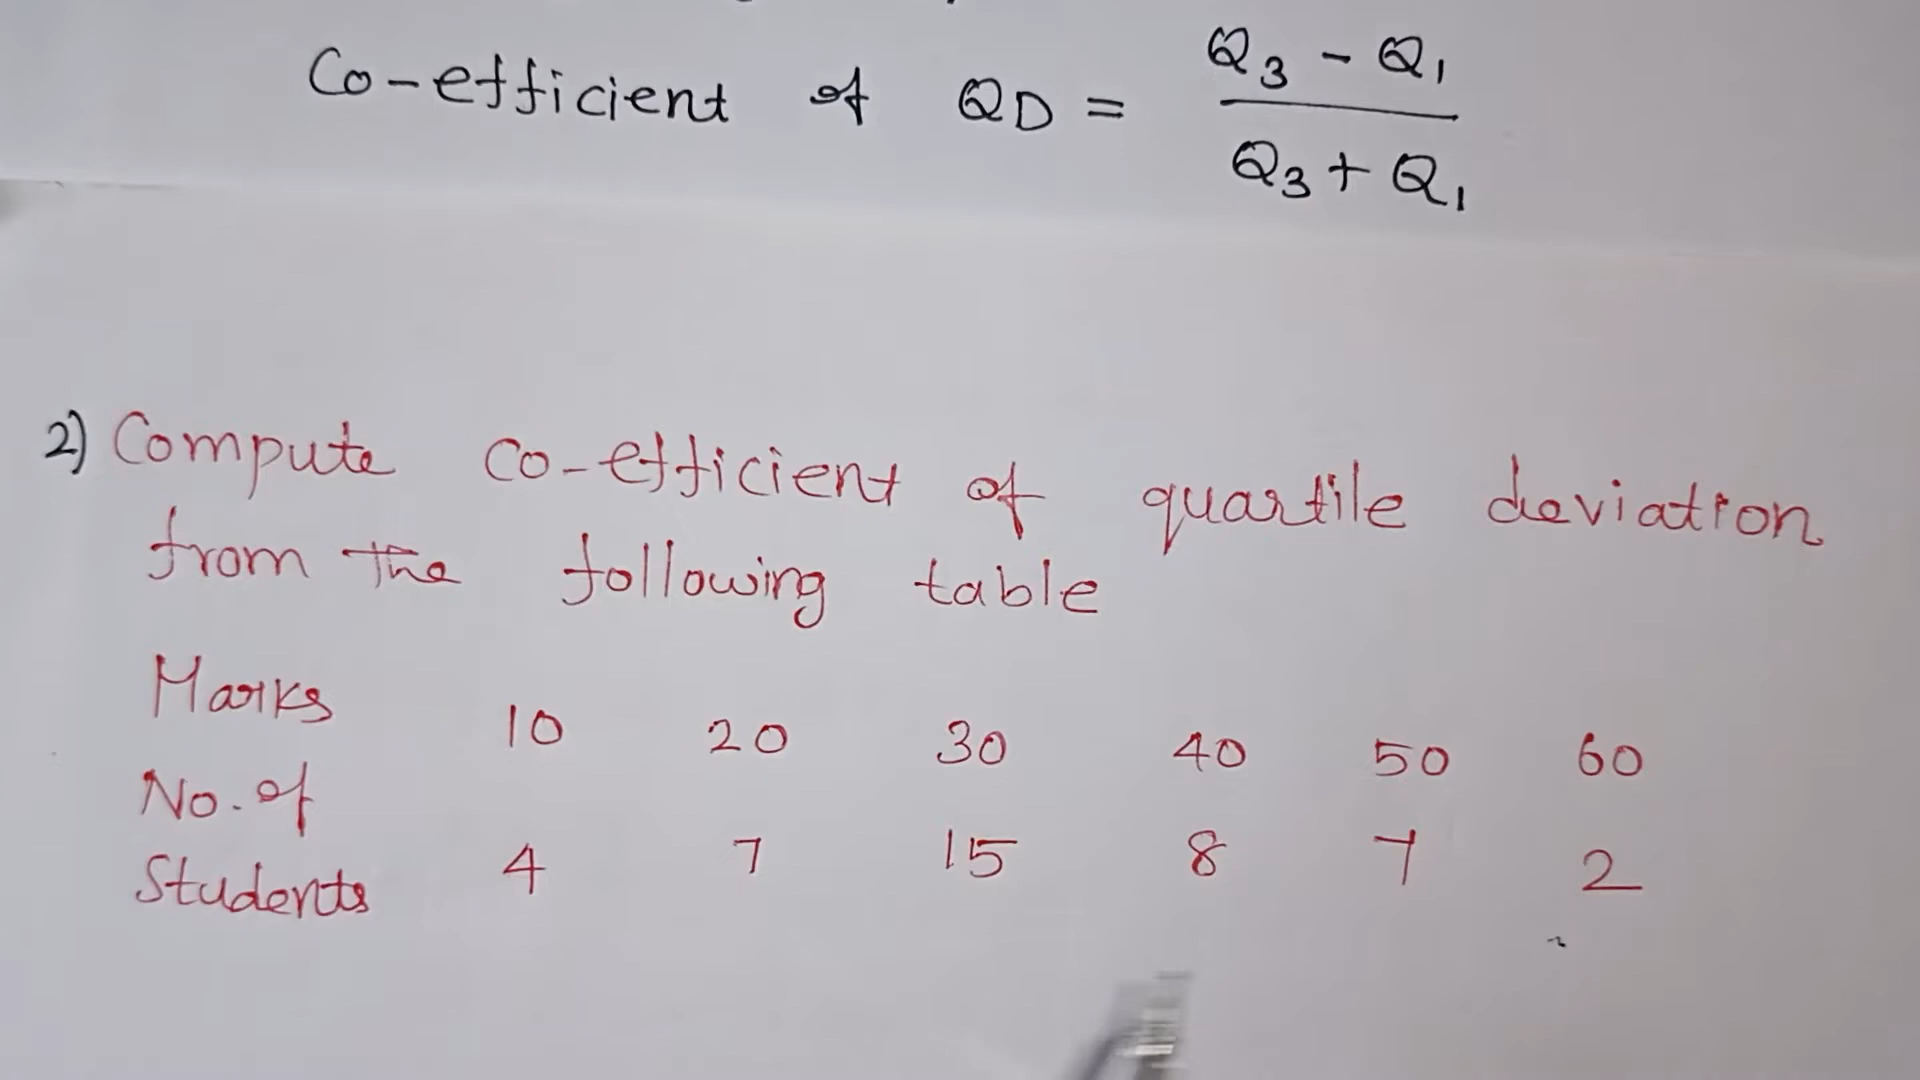 Co-efficient of QD = Q₃ - Q₁ / Q₃ + Q₁
2) Compute co-efficient of quartile deviation
from the following table
Marks 10 20 30 40 50 60
No. of
Students 4 7 15 8 7 2